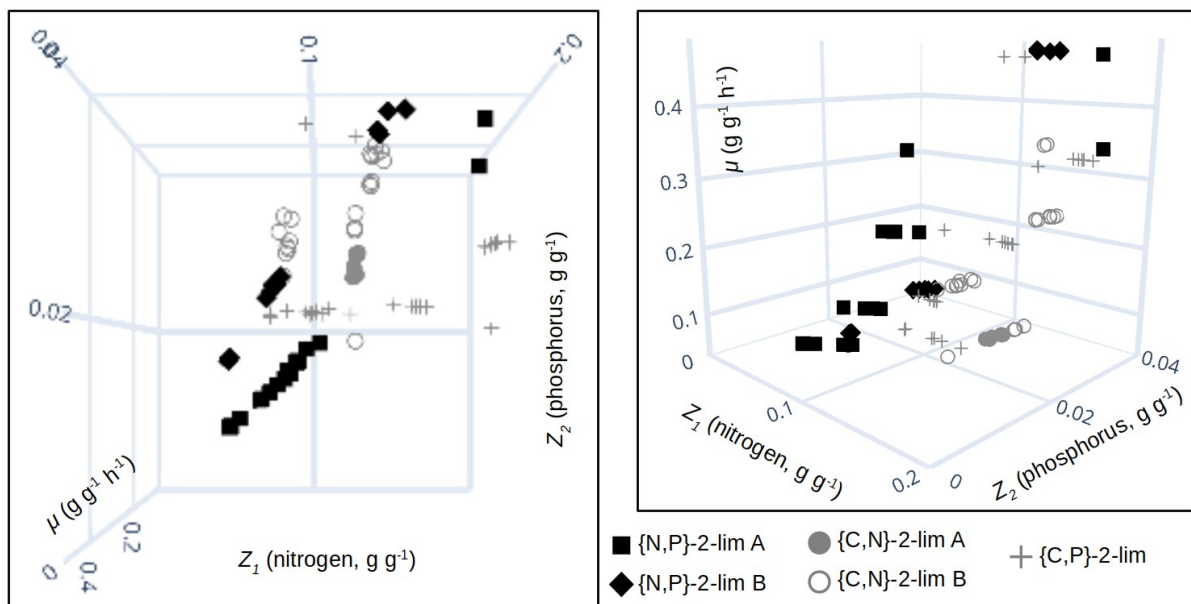 0.04
0.1
0.2
0.02
Z2 (phosphorus, g g-1)
μ (g g-1 h-1)
0
0.4
0.2
Z1 (nitrogen, g g-1)
μ (g g-1 h-1)
0.4
0.3
0.2
0.1
0
0.1
0.2
0
0.02
0.04
Z1 (nitrogen, g g-1)
Z2 (phosphorus, g g-1)
{N,P}-2-lim A
{C,N}-2-lim A
{C,P}-2-lim
{N,P}-2-lim B
{C,N}-2-lim B